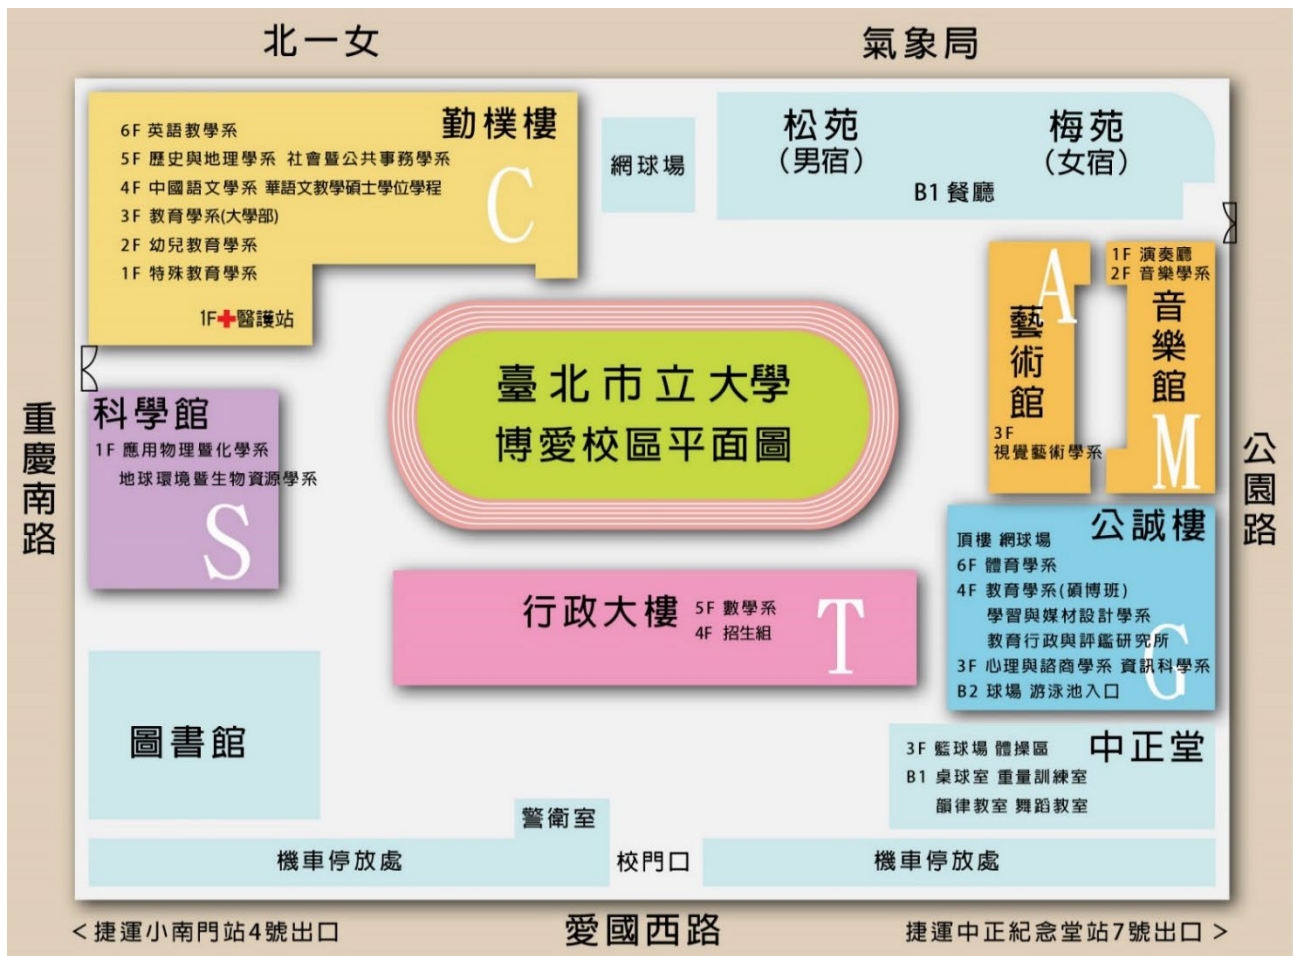 北一女
氣象局
勤樸樓
6F 英語教學系
5F 歷史與地理學系 社會暨公共事務學系
4F 中國語文學系 華語文教學碩士學位學程
3F 教育學系(大學部)
2F 幼兒教育學系
1F 特殊教育學系
1F 醫護站
C
網球場
松苑
(男宿)
梅苑
(女宿)
B1 餐廳
A
藝術館
3F
視覺藝術學系
1F 演奏廳
2F 音樂學系
音樂館
M
臺北市立大學
博愛校區平面圖
重慶南路
科學館
1F 應用物理暨化學系
地球環境暨生物資源學系
S
公園路
公誠樓
頂樓 網球場
6F 體育學系
4F 教育學系(碩博班)
學習與媒材設計學系
教育行政與評鑑研究所
3F 心理與諮商學系 資訊科學系
B2 球場 游泳池入口
G
行政大樓
5F 數學系
4F 招生組
T
圖書館
中正堂
3F 籃球場 體操區
B1 桌球室 重量訓練室
韻律教室 舞蹈教室
警衛室
機車停放處
校門口
機車停放處
<捷運小南門站4號出口
愛國西路
捷運中正紀念堂站7號出口 >